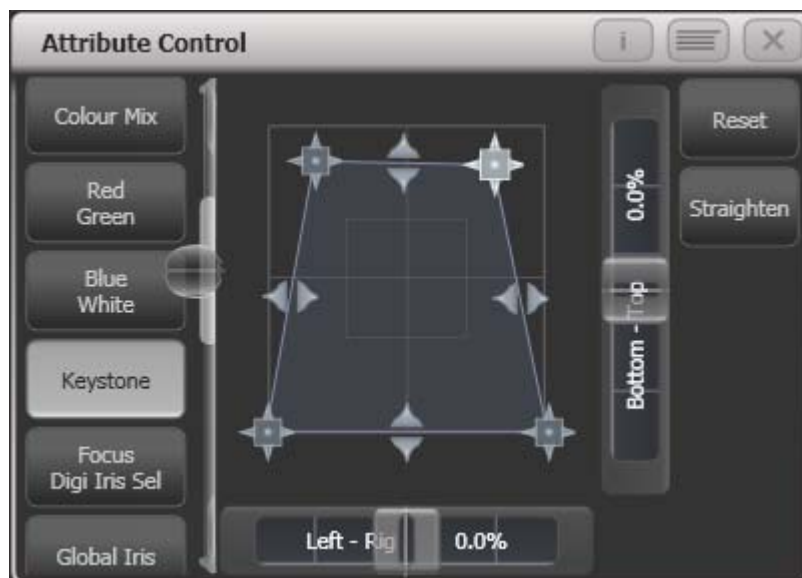 Attribute Control
i
Colour Mix
Red
Green
Blue
White
Keystone
Focus
Digi Iris Sel
Global Iris
Reset
Straighten
Bottom - Top 0.0%
Left - Rig 0.0%